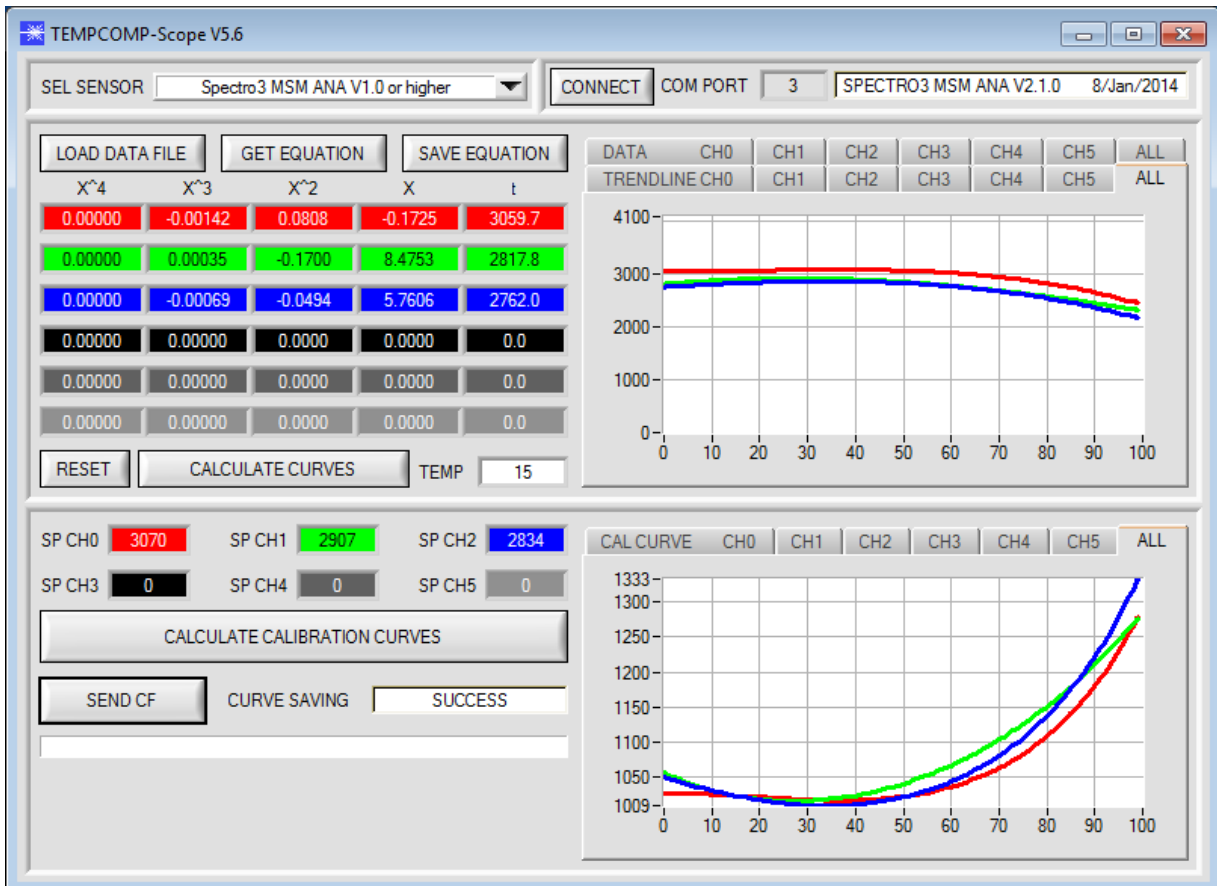 TEMPCOMP-Scope V5.6
SEL SENSOR Spectro3 MSM ANA V1.0 or higher CONNECT COM PORT 3 SPECTRO3 MSM ANA V2.1.0 8/Jan/2014
LOAD DATA FILE GET EQUATION SAVE EQUATION
X^4 X^3 X^2 X t
0.00000 -0.00142 0.0808 -0.1725 3059.7
0.00000 0.00035 -0.1700 8.4753 2817.8
0.00000 -0.00069 -0.0494 5.7606 2762.0
0.00000 0.00000 0.0000 0.0000 0.0
0.00000 0.00000 0.0000 0.0000 0.0
0.00000 0.00000 0.0000 0.0000 0.0
RESET CALCULATE CURVES TEMP 15
DATA CH0 CH1 CH2 CH3 CH4 CH5 ALL
TRENDLINE CH0 CH1 CH2 CH3 CH4 CH5 ALL
4100
3000
2000
1000
0
0 10 20 30 40 50 60 70 80 90 100
SP CH0 3070 SP CH1 2907 SP CH2 2834
SP CH3 0 SP CH4 0 SP CH5 0
CALCULATE CALIBRATION CURVES
SEND CF CURVE SAVING SUCCESS
CAL CURVE CH0 CH1 CH2 CH3 CH4 CH5 ALL
1333
1300
1250
1200
1150
1100
1050
1009
0 10 20 30 40 50 60 70 80 90 100